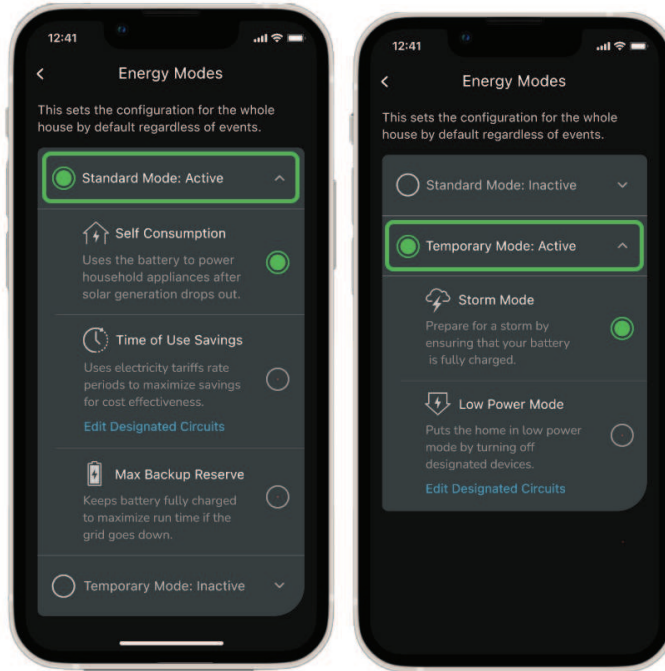 12:41
Energy Modes
This sets the configuration for the whole
house by default regardless of events.
Standard Mode: Active
Self Consumption
Uses the battery to power
household appliances after
solar generation drops out.
Time of Use Savings
Uses electricity tariffs rate
periods to maximize savings
for cost effectiveness.
Edit Designated Circuits
Max Backup Reserve
Keeps battery fully charged
to maximize run time if the
grid goes down.
Temporary Mode: Inactive
12:41
Energy Modes
This sets the configuration for the whole
house by default regardless of events.
Standard Mode: Inactive
Temporary Mode: Active
Storm Mode
Prepare for a storm by
ensuring that your battery
is fully charged.
Low Power Mode
Puts the home in low power
mode by turning off
designated devices.
Edit Designated Circuits